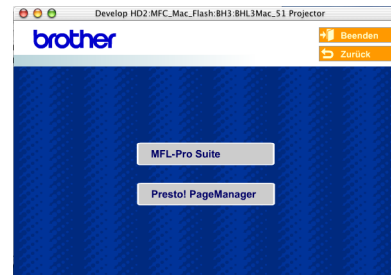 Develop HD2:MFC_Mac_Flash:BH3:BHL3Mac_51 Projector
brother
Beenden
Zurück
MFL-Pro Suite
Presto! PageManager